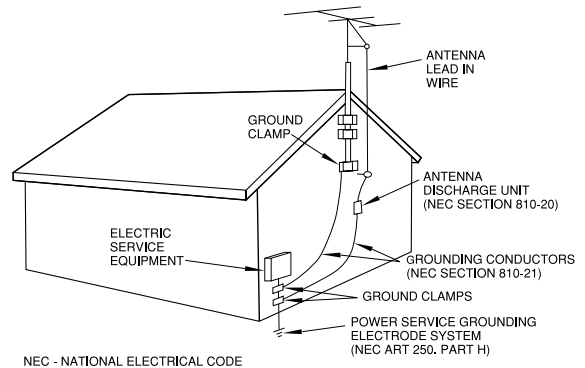 ANTENNA
LEAD IN
WIRE
GROUND
CLAMP
ANTENNA
DISCHARGE UNIT
(NEC SECTION 810-20)
ELECTRIC
SERVICE
EQUIPMENT
GROUNDING CONDUCTORS
(NEC SECTION 810-21)
GROUND CLAMPS
POWER SERVICE GROUNDING
ELECTRODE SYSTEM
(NEC ART 250. PART H)
NEC - NATIONAL ELECTRICAL CODE